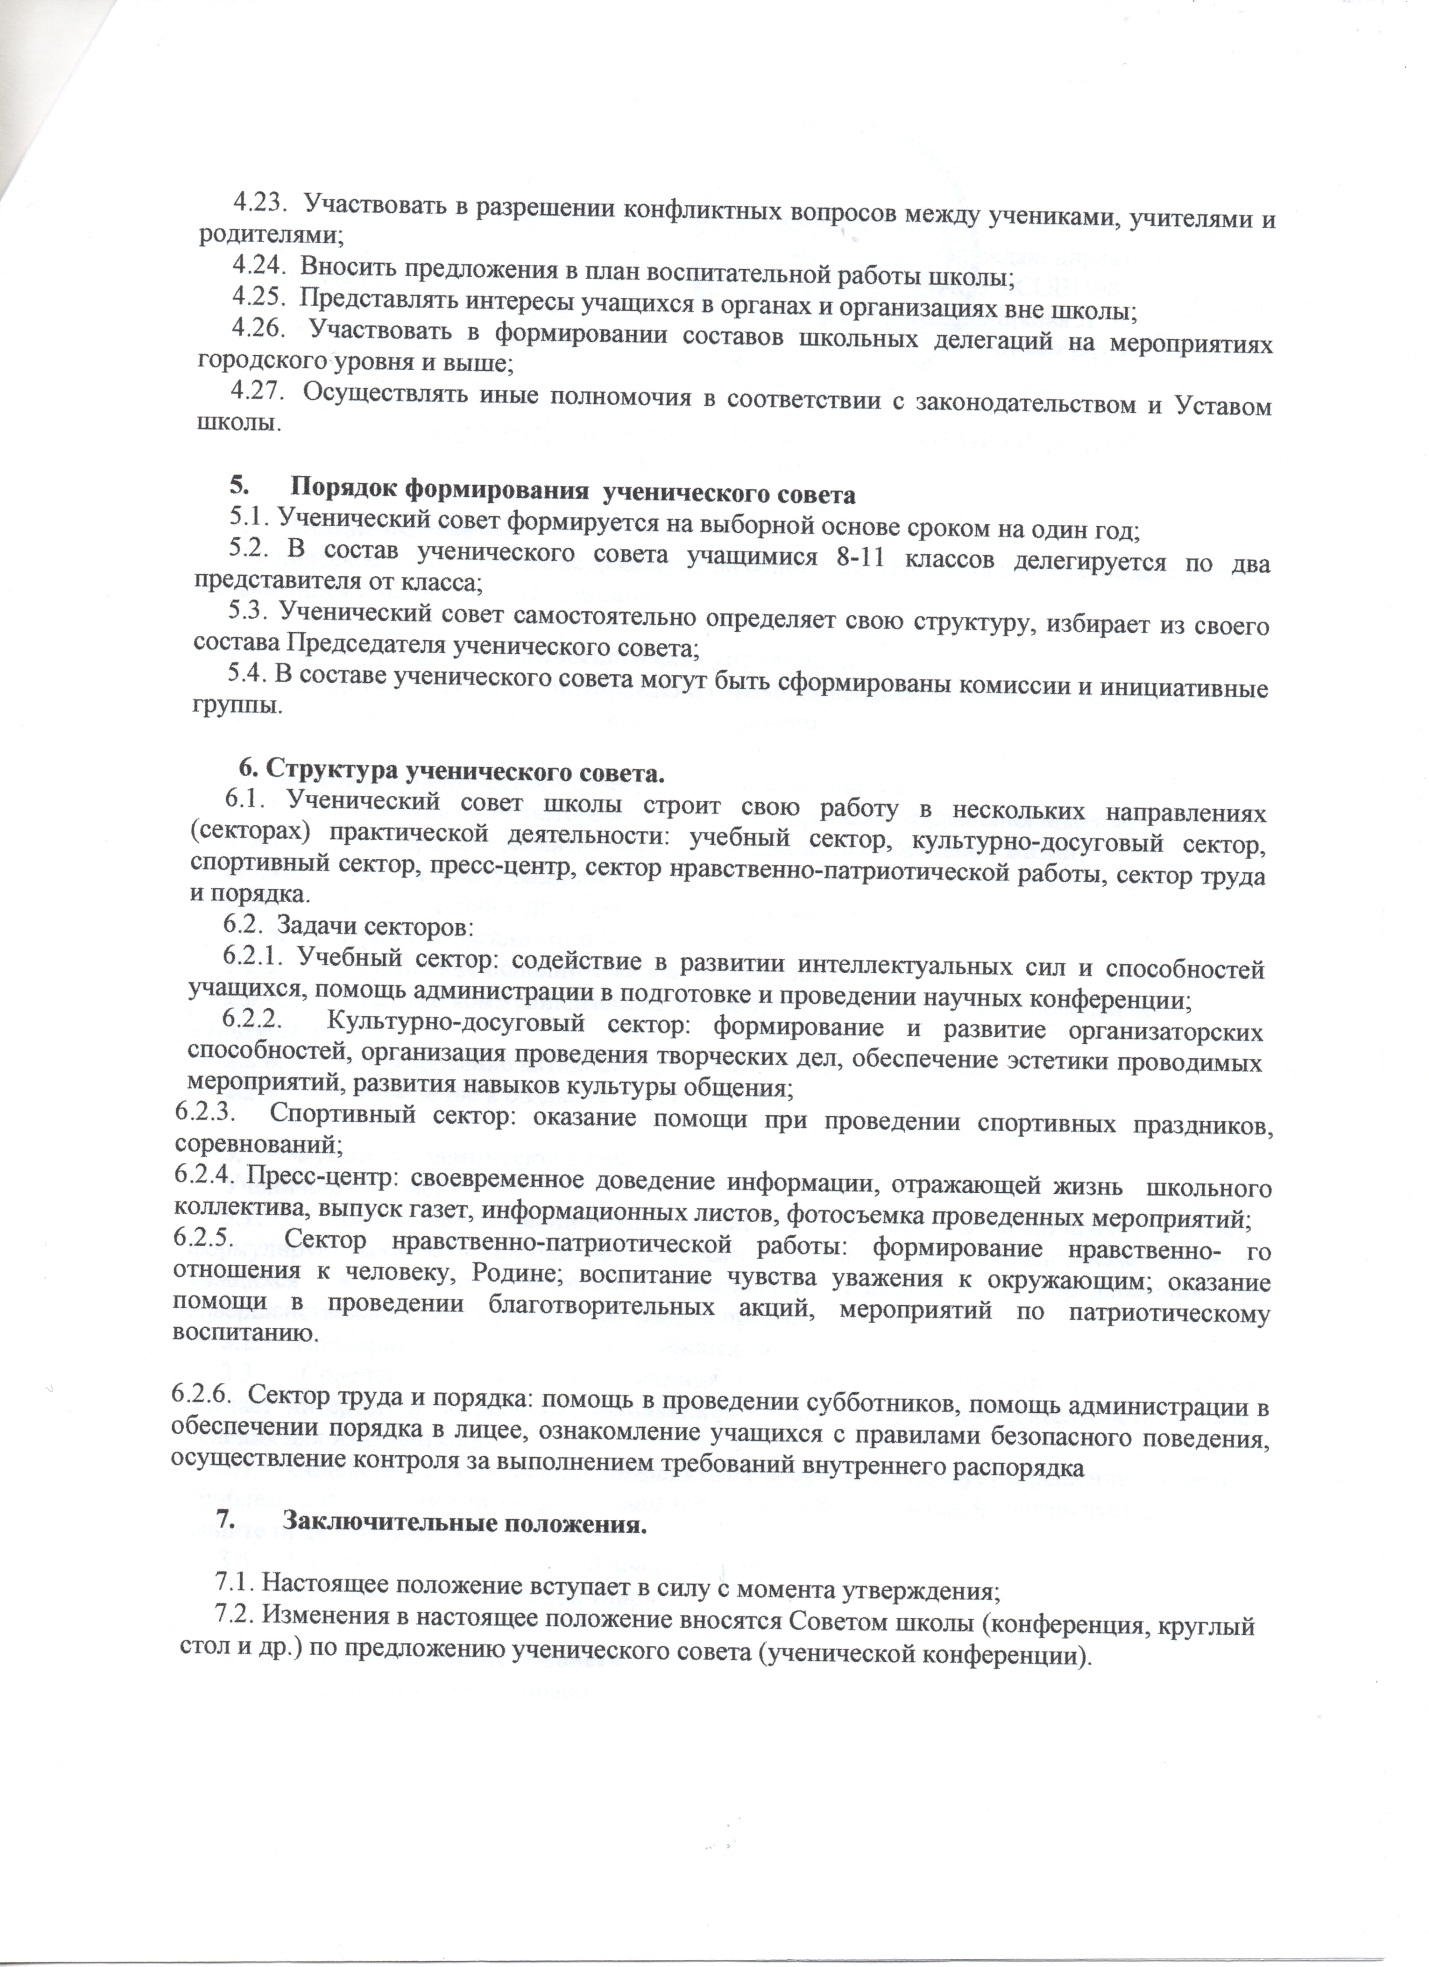 4.23. Участвовать в разрешении конфликтных вопросов между учениками, учителями и
родителями;
4.24. Вносить предложения в план воспитательной работы школы;
4.25. Представлять интересы учащихся в органах и организациях вне школы;
4.26. Участвовать в формировании составов школьных делегаций на мероприятиях
городского уровня и выше;
4.27. Осуществлять иные полномочия в соответствии с законодательством и Уставом
школы.
5. Порядок формирования ученического совета
5.1. Ученический совет формируется на выборной основе сроком на один год;
5.2. В состав ученического совета учащимися 8-11 классов делегируется по два
представителя от класса;
5.3. Ученический совет самостоятельно определяет свою структуру, избирает из своего
состава Председателя ученического совета;
5.4. В составе ученического совета могут быть сформированы комиссии и инициативные
группы.
6. Структура ученического совета.
6.1. Ученический совет школы строит свою работу в нескольких направлениях
(секторах) практической деятельности: учебный сектор, культурно-досуговый сектор,
спортивный сектор, пресс-центр, сектор нравственно-патриотической работы, сектор труда
и порядка.
6.2. Задачи секторов:
6.2.1. Учебный сектор: содействие в развитии интеллектуальных сил и способностей
учащихся, помощь администрации в подготовке и проведении научных конференции;
6.2.2. Культурно-досуговый сектор: формирование и развитие организаторских
способностей, организация проведения творческих дел, обеспечение эстетики проводимых
мероприятий, развития навыков культуры общения;
6.2.3. Спортивный сектор: оказание помощи при проведении спортивных праздников,
соревнований;
6.2.4. Пресс-центр: своевременное доведение информации, отражающей жизнь школьного
коллектива, выпуск газет, информационных листов, фотосъемка проведенных мероприятий;
6.2.5. Сектор нравственно-патриотической работы: формирование нравственно- го
отношения к человеку, Родине; воспитание чувства уважения к окружающим; оказание
помощи в проведении благотворительных акций, мероприятий по патриотическому
воспитанию.
6.2.6. Сектор труда и порядка: помощь в проведении субботников, помощь администрации в
обеспечении порядка в лицее, ознакомление учащихся с правилами безопасного поведения,
осуществление контроля за выполнением требований внутреннего распорядка
7. Заключительные положения.
7.1. Настоящее положение вступает в силу с момента утверждения;
7.2. Изменения в настоящее положение вносятся Советом школы (конференция, круглый
стол и др.) по предложению ученического совета (ученической конференции).